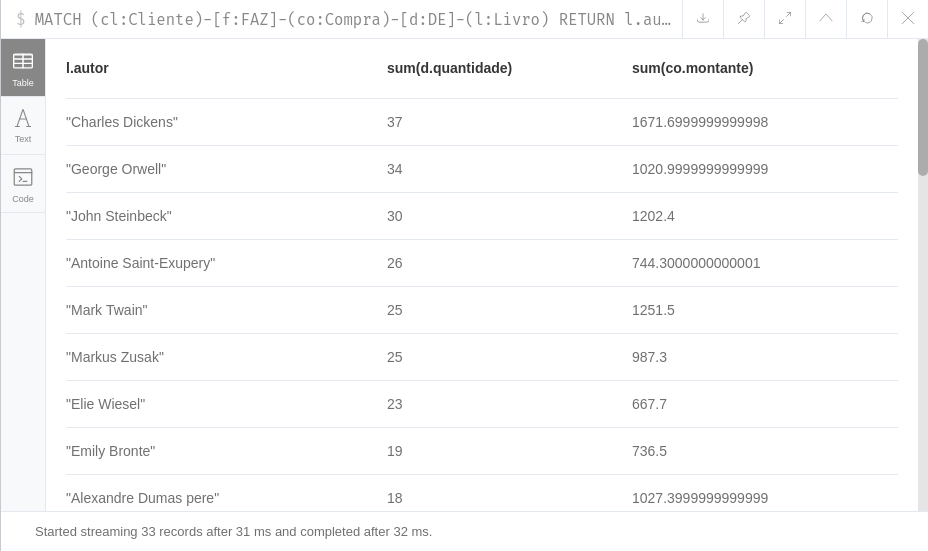 $ MATCH (cl:Cliente)-[f:FAZ]-(co:Compra)-[d:DE]-(l:Livro) RETURN l.au…
Table
Text
Code
l.autor sum(d.quantidade) sum(co.montante)
"Charles Dickens" 37 1671.6999999999998
"George Orwell" 34 1020.9999999999999
"John Steinbeck" 30 1202.4
"Antoine Saint-Exupery" 26 744.3000000000001
"Mark Twain" 25 1251.5
"Markus Zusak" 25 987.3
"Elie Wiesel" 23 667.7
"Emily Bronte" 19 736.5
"Alexandre Dumas pere" 18 1027.3999999999999
Started streaming 33 records after 31 ms and completed after 32 ms.